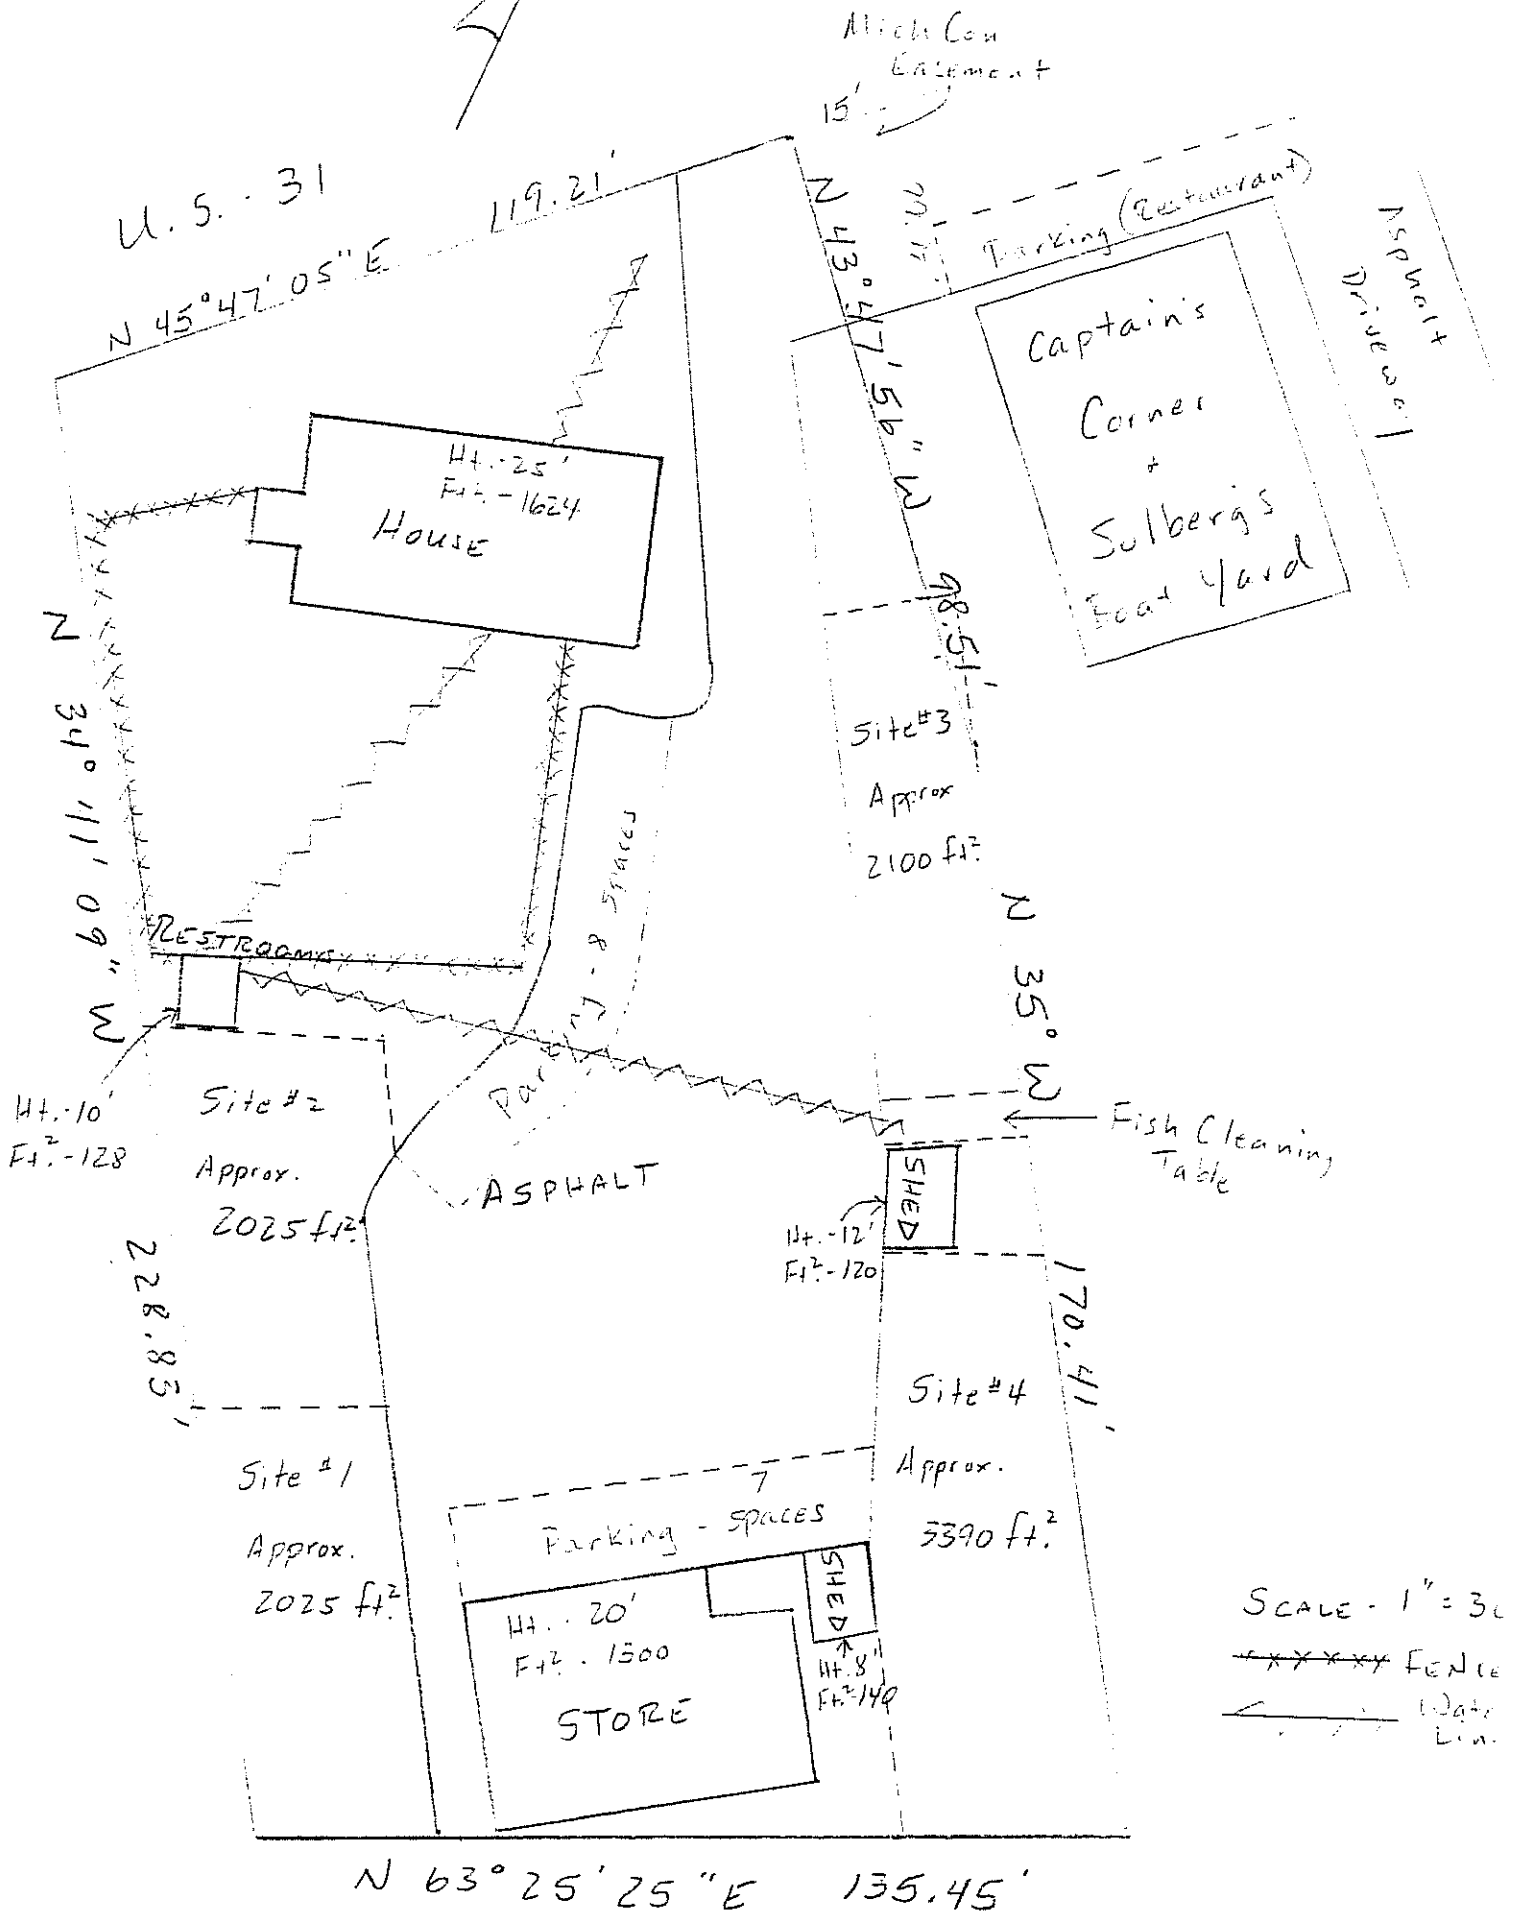 Mich Con
Easement
15'
U.S.-31
119.21'
N 45°47'05" E
N 43°47'56" W
98.51'
Parking (Restaurant)
Asphalt
Driveway
Captain's
Corner
+
Sulberg's
Boat Yard
Ht.-25'
Ft².-1624
HOUSE
N 34° 41' 09" W
228.83'
Site #3
Approx
2100 ft²
8 spaces
RESTROOMS
N 35° W
170.41'
Ht.-10'
Ft²-128
Site #2
Approx.
2025 ft²
ASPHALT
Fish Cleaning
Table
SHED
Ht.-12'
Ft²-120
Site #1
Approx.
2025 ft²
Site #4
Approx.
5390 ft²
7
Parking - SPACES
SHED
Ht. 8'
Ft²-140
Ht. - 20'
Ft² - 1500
STORE
SCALE - 1" =
FENCE
N 63° 25' 25" E 135.45'